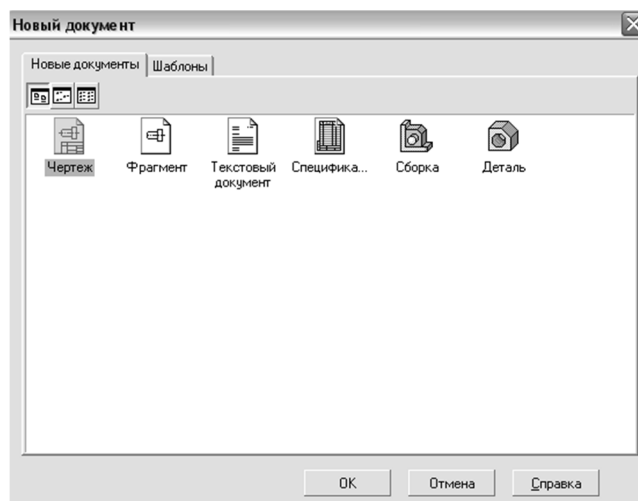 Новый документ
Новые документы Шаблоны
Чертеж Фрагмент Текстовый документ Специфика... Сборка Деталь
OK Отмена Справка